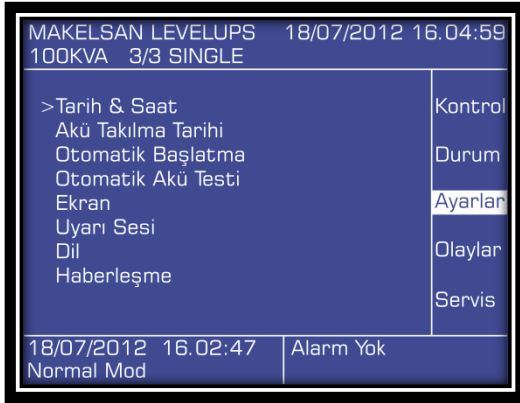 MAKELSAN LEVELUPS 18/07/2012 16.04:59
100KVA 3/3 SINGLE
>Tarih & Saat
Akü Takılma Tarihi
Otomatik Başlatma
Otomatik Akü Testi
Ekran
Uyarı Sesi
Dil
Haberleşme
Kontrol
Durum
Ayarlar
Olaylar
Servis
18/07/2012 16.02:47
Normal Mod
Alarm Yok